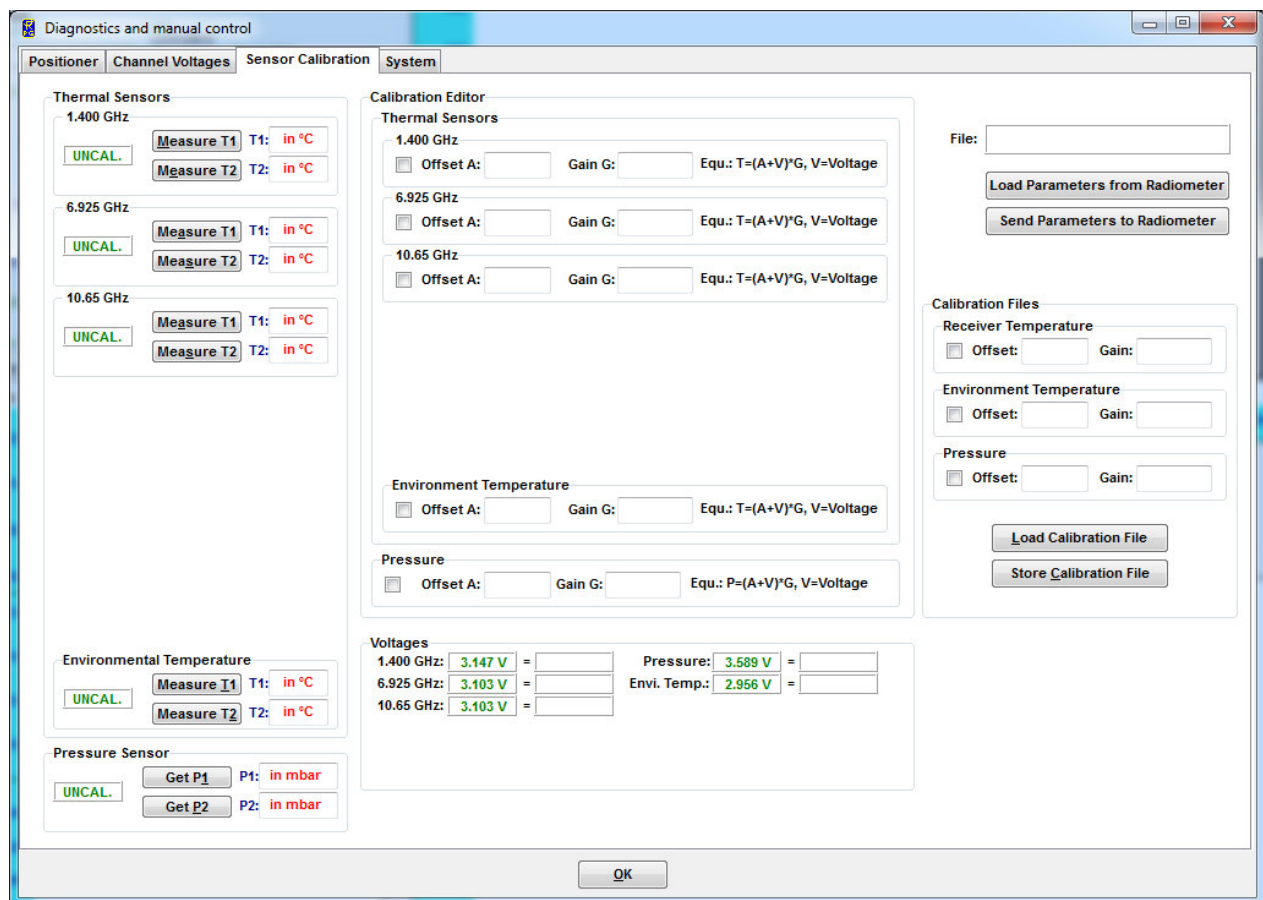 Diagnostics and manual control
Positioner Channel Voltages Sensor Calibration System
Thermal Sensors
1.400 GHz
UNCAL.
Measure T1 T1: in °C
Measure T2 T2: in °C
6.925 GHz
UNCAL.
Measure T1 T1: in °C
Measure T2 T2: in °C
10.65 GHz
UNCAL.
Measure T1 T1: in °C
Measure T2 T2: in °C
Environmental Temperature
UNCAL.
Measure T1 T1: in °C
Measure T2 T2: in °C
Pressure Sensor
UNCAL.
Get P1 P1: in mbar
Get P2 P2: in mbar
Calibration Editor
Thermal Sensors
1.400 GHz
Offset A: Gain G: Equ.: T=(A+V)*G, V=Voltage
6.925 GHz
Offset A: Gain G: Equ.: T=(A+V)*G, V=Voltage
10.65 GHz
Offset A: Gain G: Equ.: T=(A+V)*G, V=Voltage
Environment Temperature
Offset A: Gain G: Equ.: T=(A+V)*G, V=Voltage
Pressure
Offset A: Gain G: Equ.: P=(A+V)*G, V=Voltage
Voltages
1.400 GHz: 3.147 V = Pressure: 3.589 V =
6.925 GHz: 3.103 V = Envi. Temp.: 2.956 V =
10.65 GHz: 3.103 V =
File:
Load Parameters from Radiometer
Send Parameters to Radiometer
Calibration Files
Receiver Temperature
Offset: Gain:
Environment Temperature
Offset: Gain:
Pressure
Offset: Gain:
Load Calibration File
Store Calibration File
OK